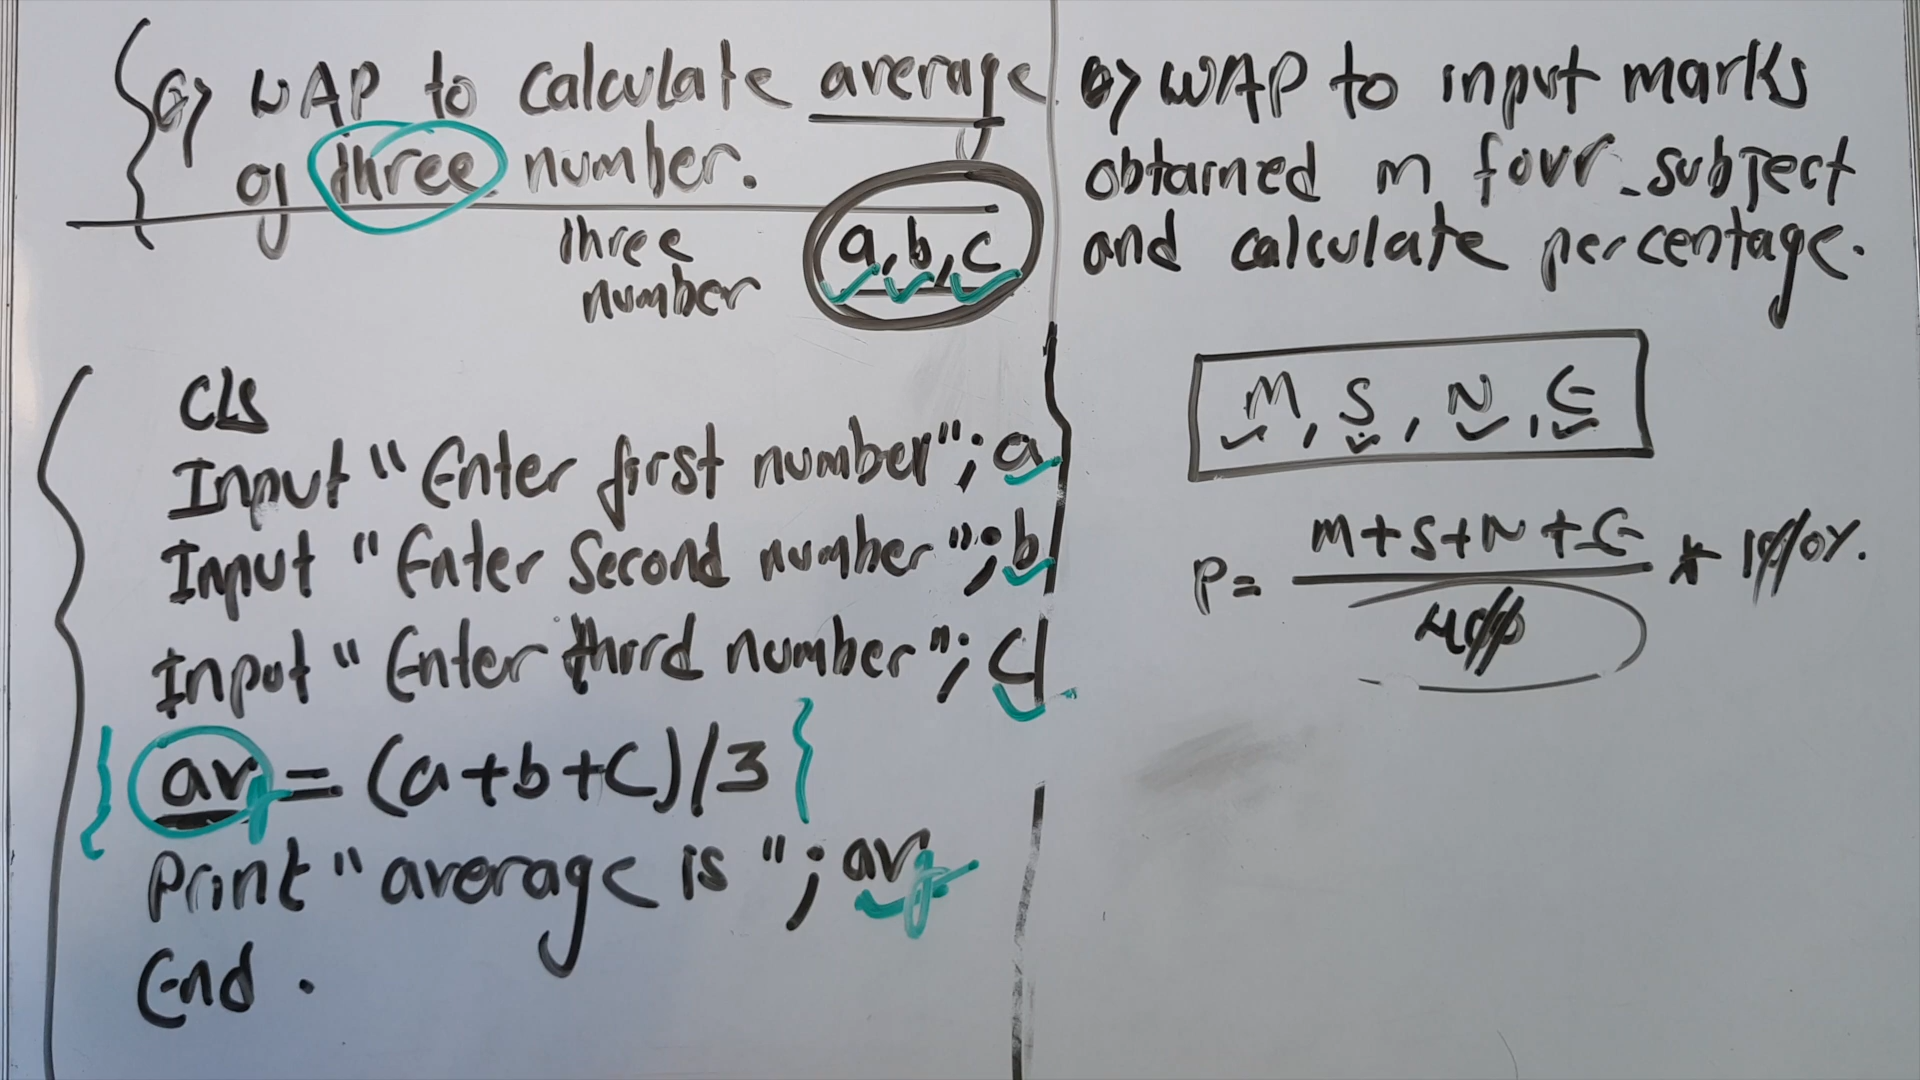 Q> WAP to calculate average
of three number.
three
number
a, b, c
CLS
Input "Enter first number"; a
Input "Enter Second number"; b
Input "Enter third number"; c
av = (a+b+c)/3
Print "average is "; av
End.
Q> WAP to input marks
obtained in four subject
and calculate percentage.
M, S, N, E
P = M+S+N+E * 100%.
400